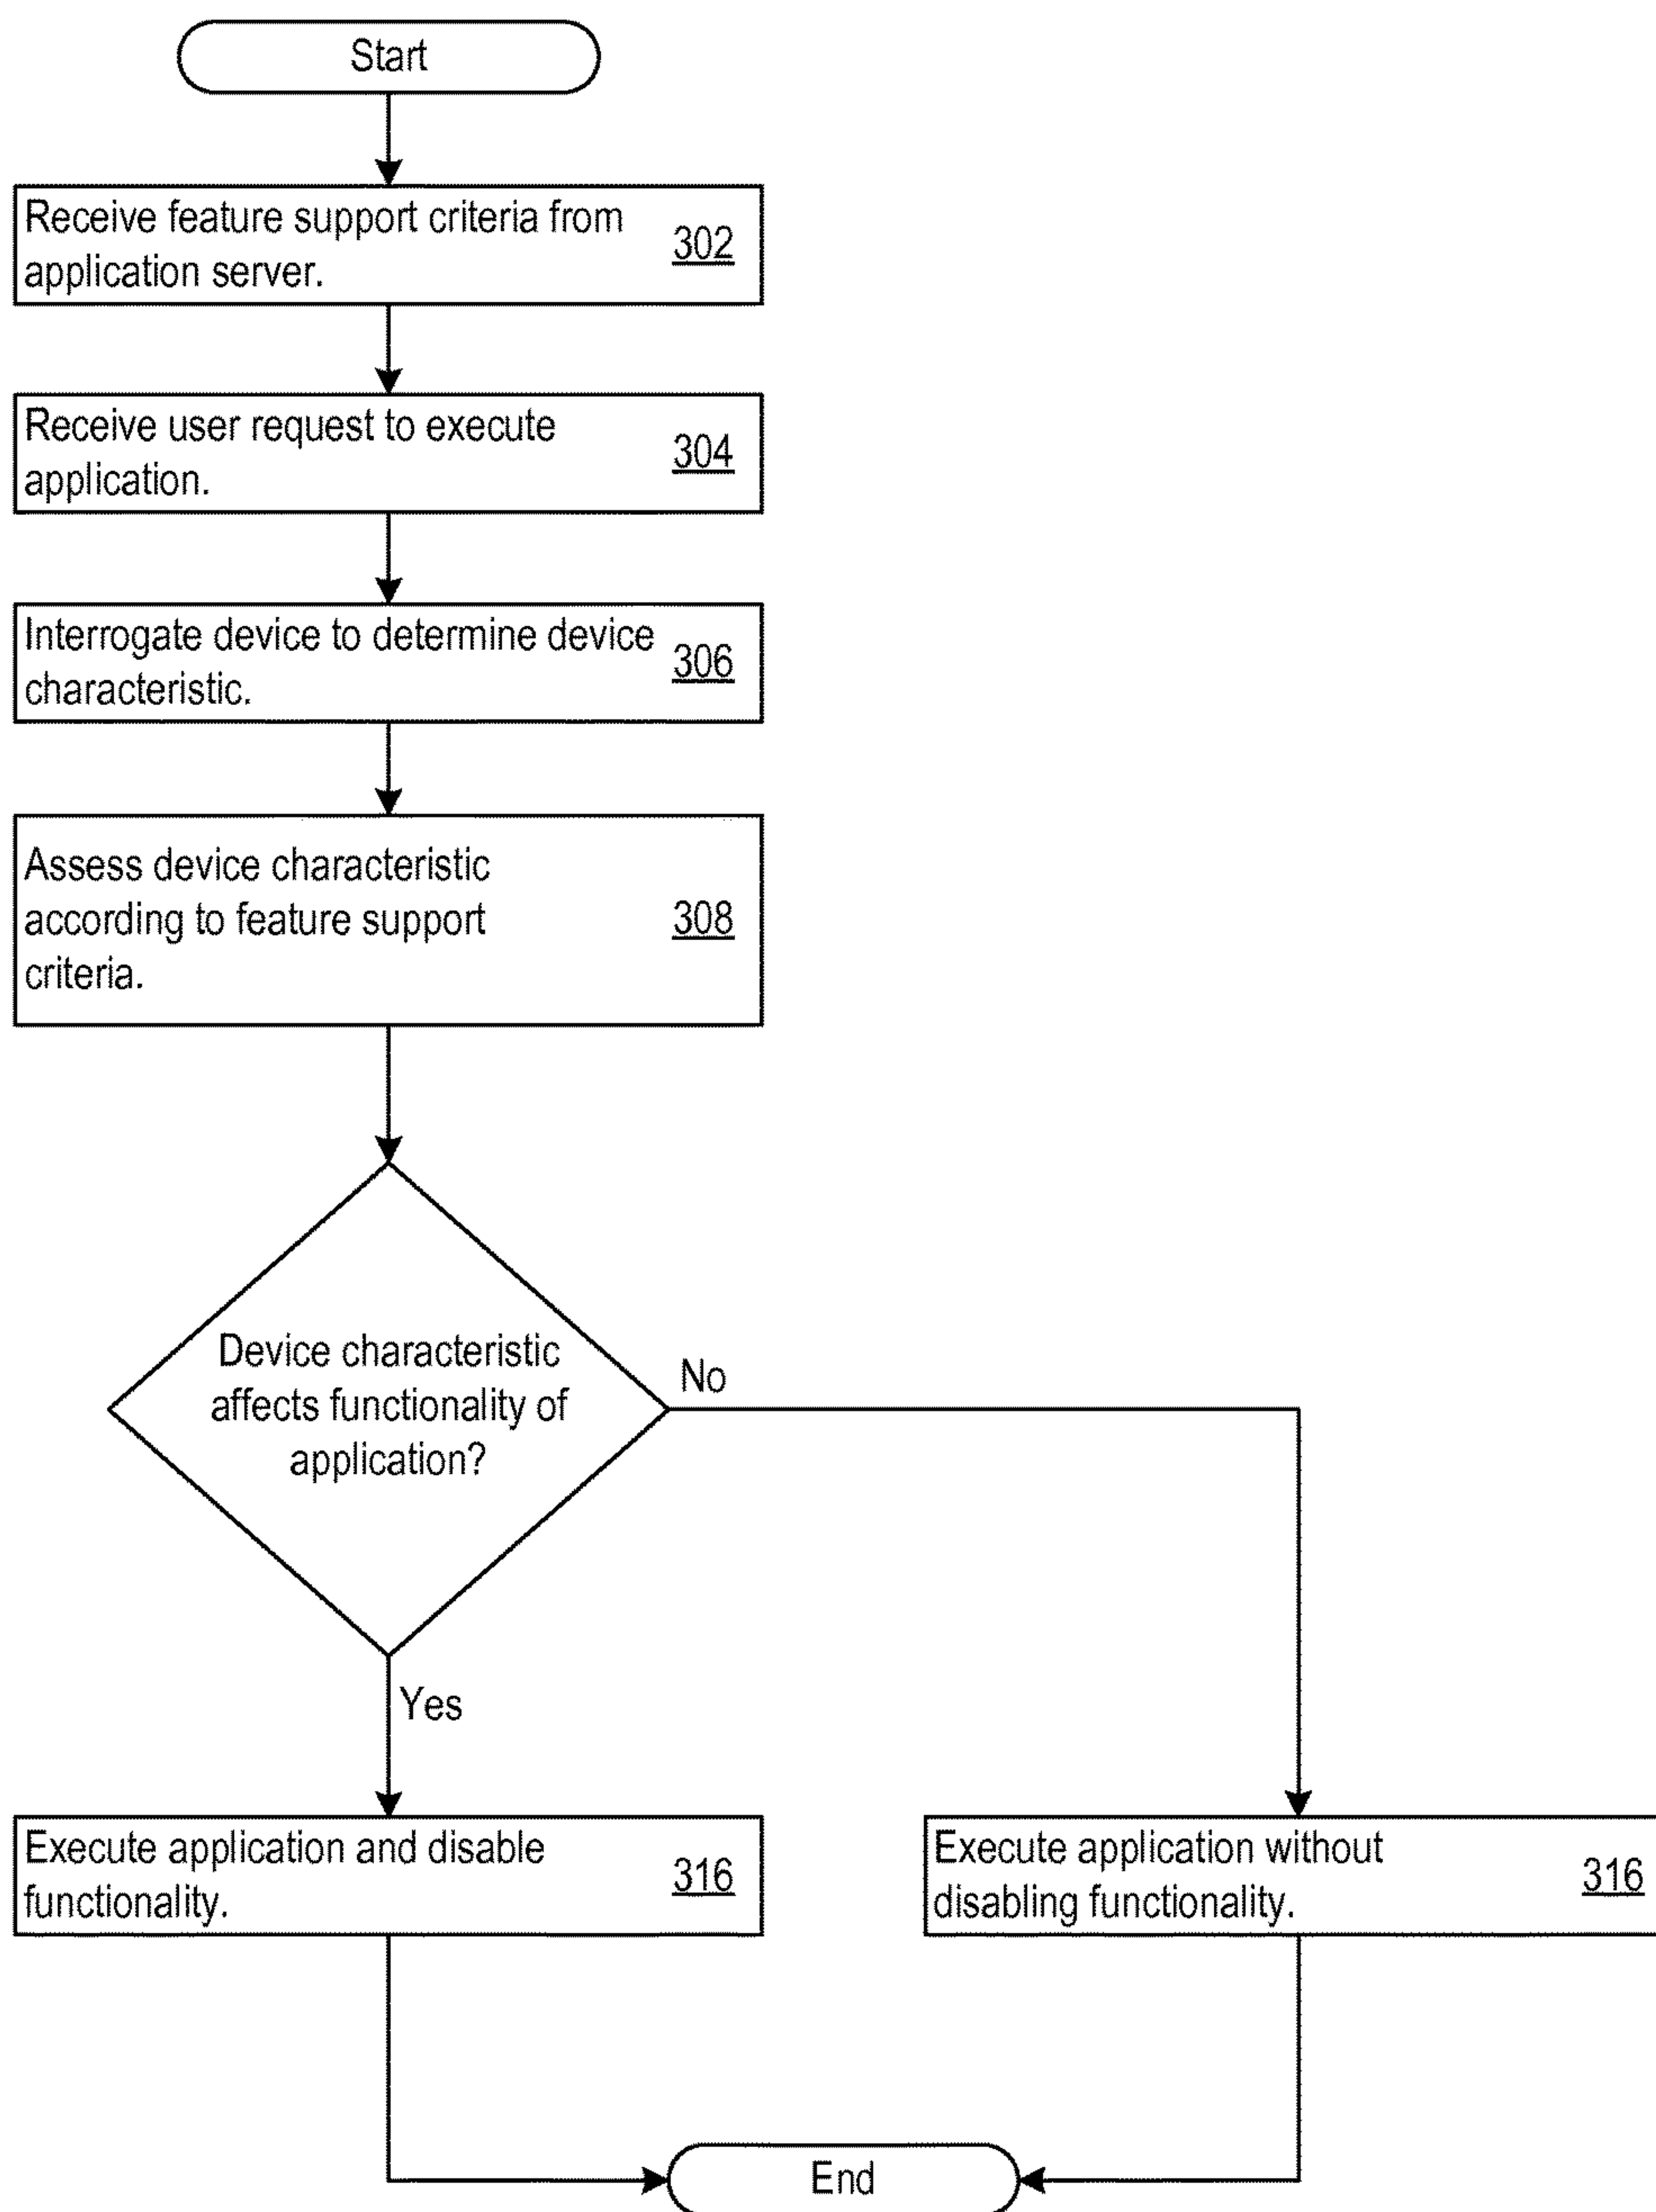 Start
Receive feature support criteria from
application server.
302
Receive user request to execute
application.
304
Interrogate device to determine device
characteristic.
306
Assess device characteristic
according to feature support
criteria.
308
Device characteristic
affects functionality of
application?
No
Yes
Execute application and disable
functionality.
316
Execute application without
disabling functionality.
316
End